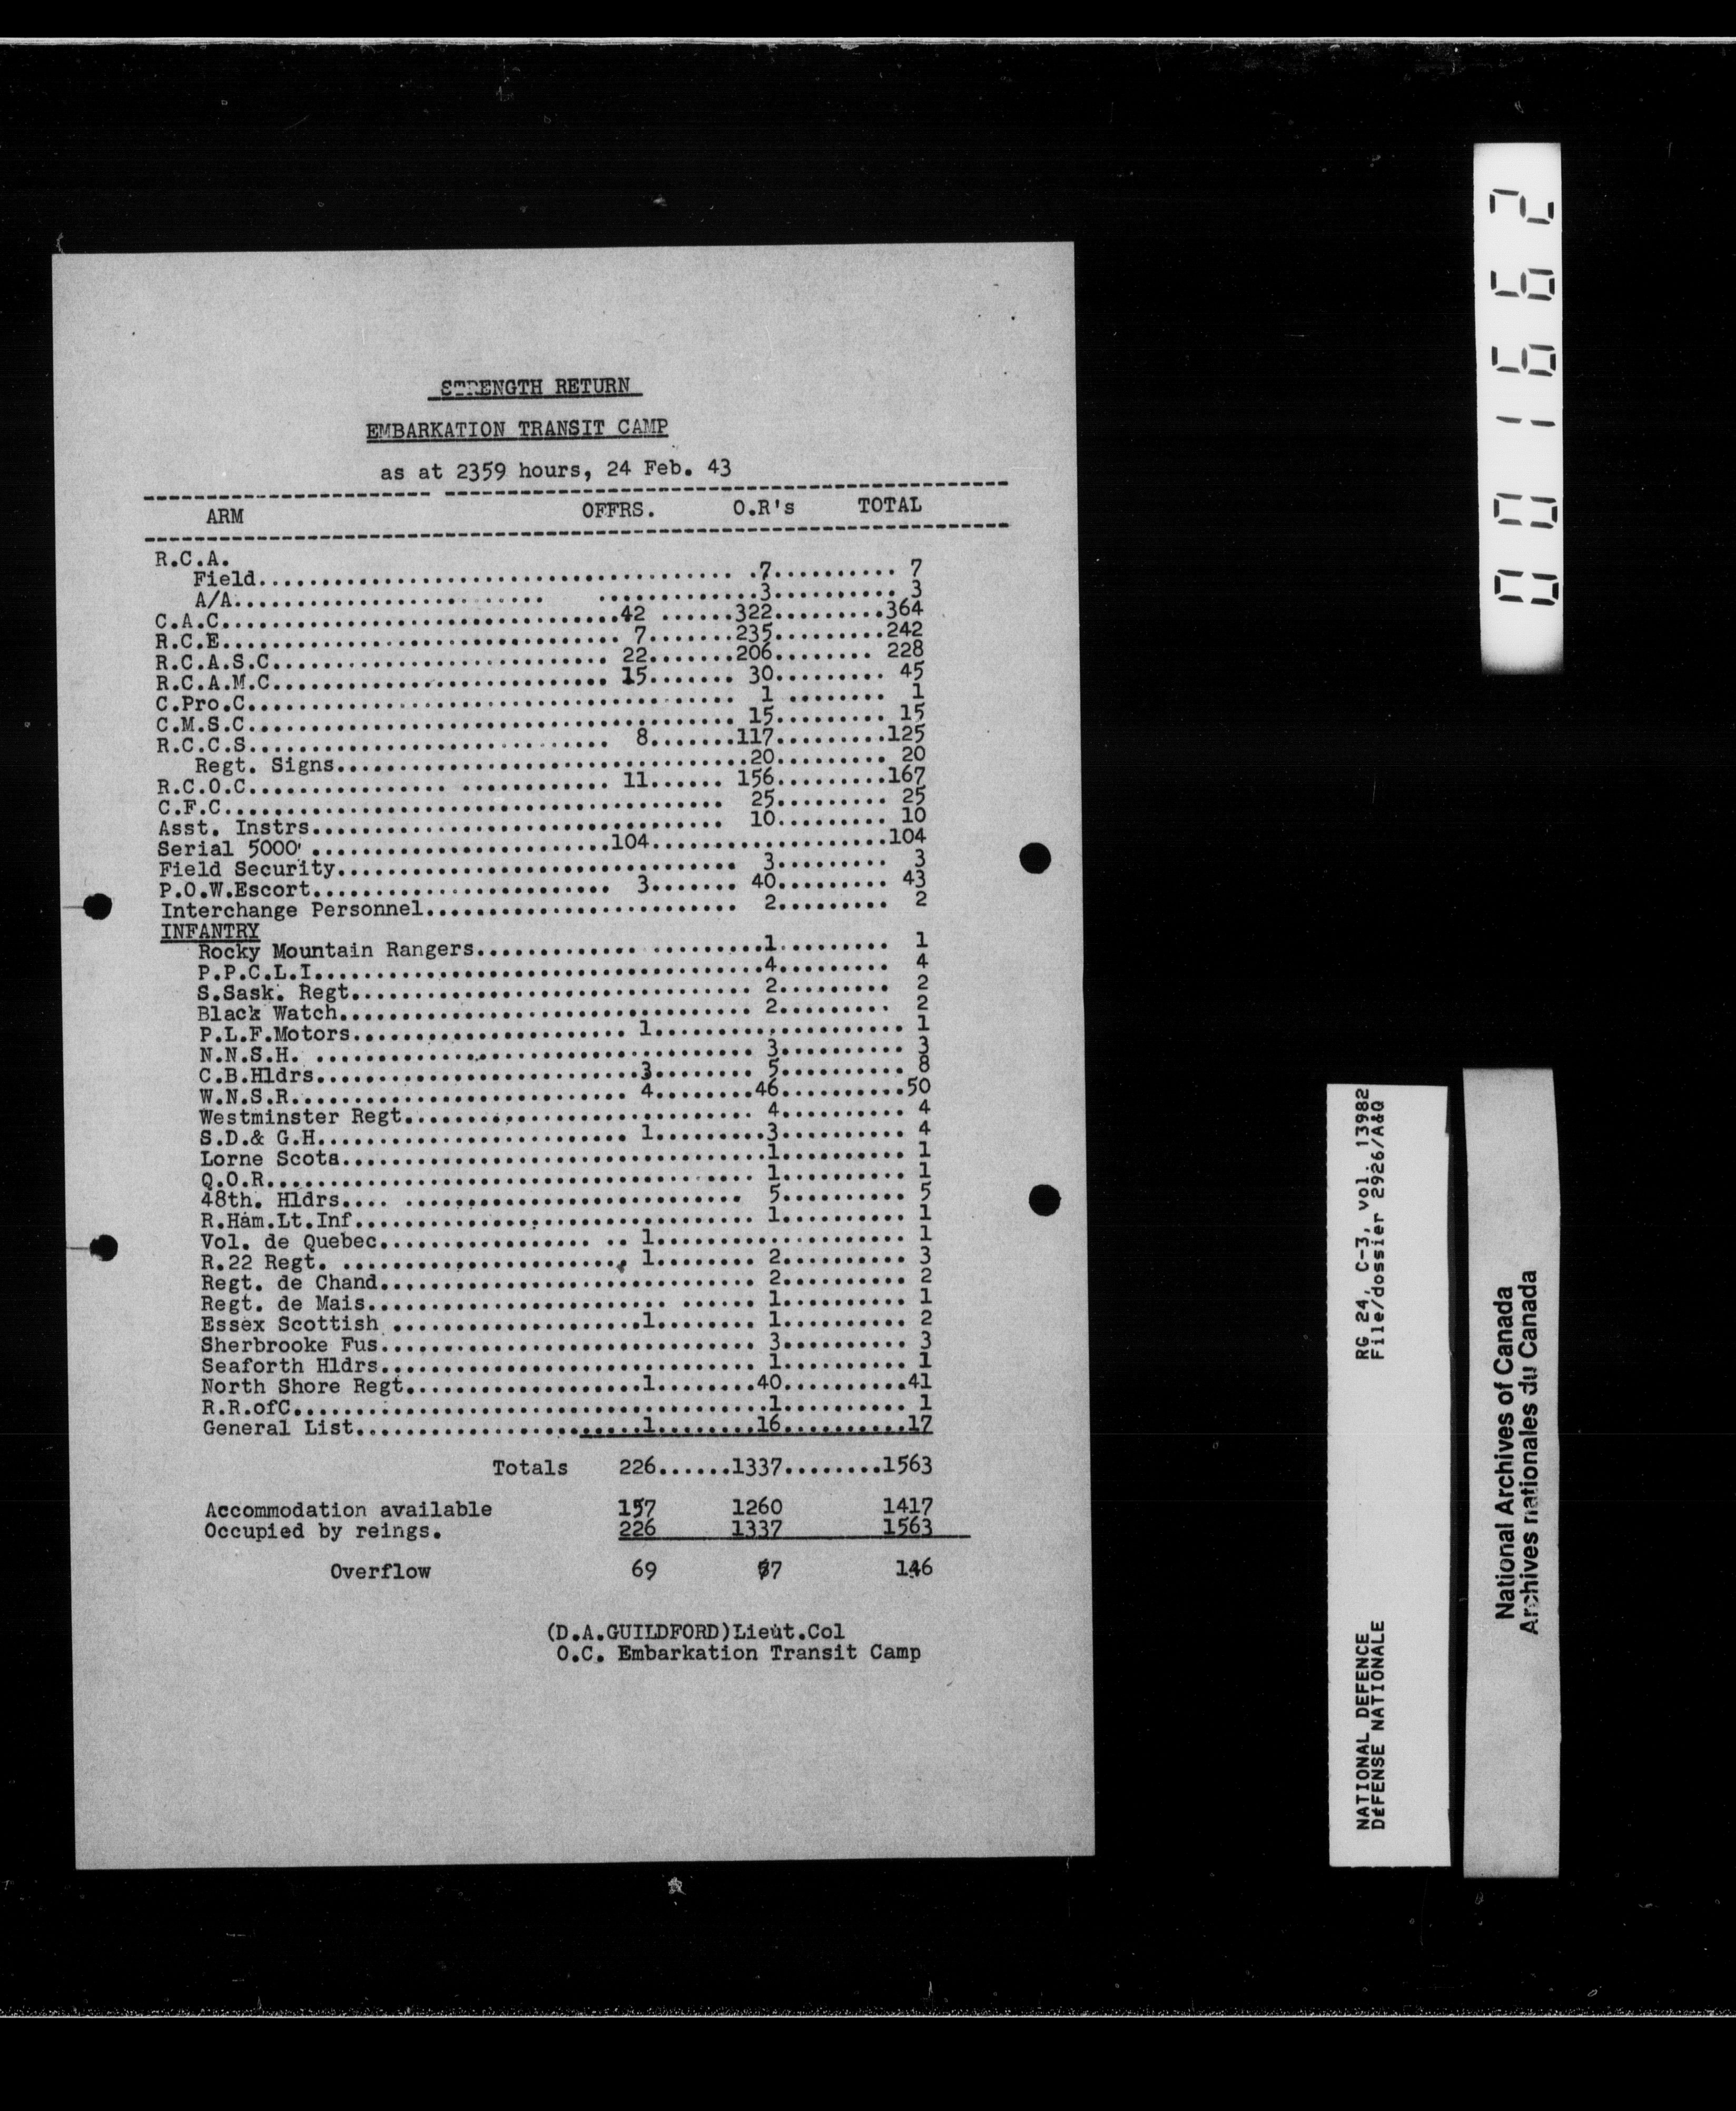 STRENGTH RETURN
EMBARKATION TRANSIT CAMP
as at 2359 hours, 24 Feb. 43
ARM OFFRS. O.R's TOTAL
R.C.A.
Field........ .7..........7
A/A........ ........3..........3
C.A.C........42 ......322.........364
R.C.E........ 7.......235.........242
R.C.A.S.C........ 22.......206........ 228
R.C.A.M.C........ 15....... 30......... 45
C.Pro.C........ 1 ........ 1
C.M.S.C........ 15......... 15
R.C.C.S........ 8.......117.........125
Regt. Signs........20......... 20
R.C.O.C........ 11...... 156.........167
C.F.C........ 25......... 25
Asst. Instrs........ 10......... 10
Serial 5000' ........104...................104
Field Security........ 3......... 3
P.O.W.Escort........ 3....... 40......... 43
Interchange Personnel........ 2......... 2
INFANTRY
Rocky Mountain Rangers........ .........1......... 1
P.P.C.L.I........4......... 4
S.Sask. Regt........ 2......... 2
Black Watch........ 2......... 2
P.L.F.Motors........ 1.................... 1
N.N.S.H. ........ 3.......... 3
C.B.Hldrs........3........ 5.......... 8
W.N.S.R........ 4........46..........50
Westminster Regt........ 4.......... 4
S.D.& G.H........ 1.........3.......... 4
Lorne Scots........1.......... 1
Q.O.R........ 1.......... 1
48th. Hldrs.... ........ 5.......... 5
R.Ham.Lt.Inf........ 1.......... 1
Vol. de Quebec........ .. 1.................... 1
R.22 Regt. ........ 1........ 2.......... 3
Regt. de Chand........ 2.......... 2
Regt. de Mais........ ...... 1.......... 1
Essex Scottish ........1........ 1.......... 2
Sherbrooke Fus........ 3.......... 3
Seaforth Hldrs........ 1.......... 1
North Shore Regt........1........40..........41
R.R.ofC........1.......... 1
General List........1........16..........17
Totals 226......1337........1563
Accommodation available 157 1260 1417
Occupied by reings. 226 1337 1563
Overflow 69 77 146
(D.A.GUILDFORD)Lieut.Col
O.C. Embarkation Transit Camp
001662
RG 24, C-3, vol. 13982
File/dossier 2926/A&Q
NATIONAL DEFENCE
DEFENSE NATIONALE
National Archives of Canada
Archives nationales du Canada